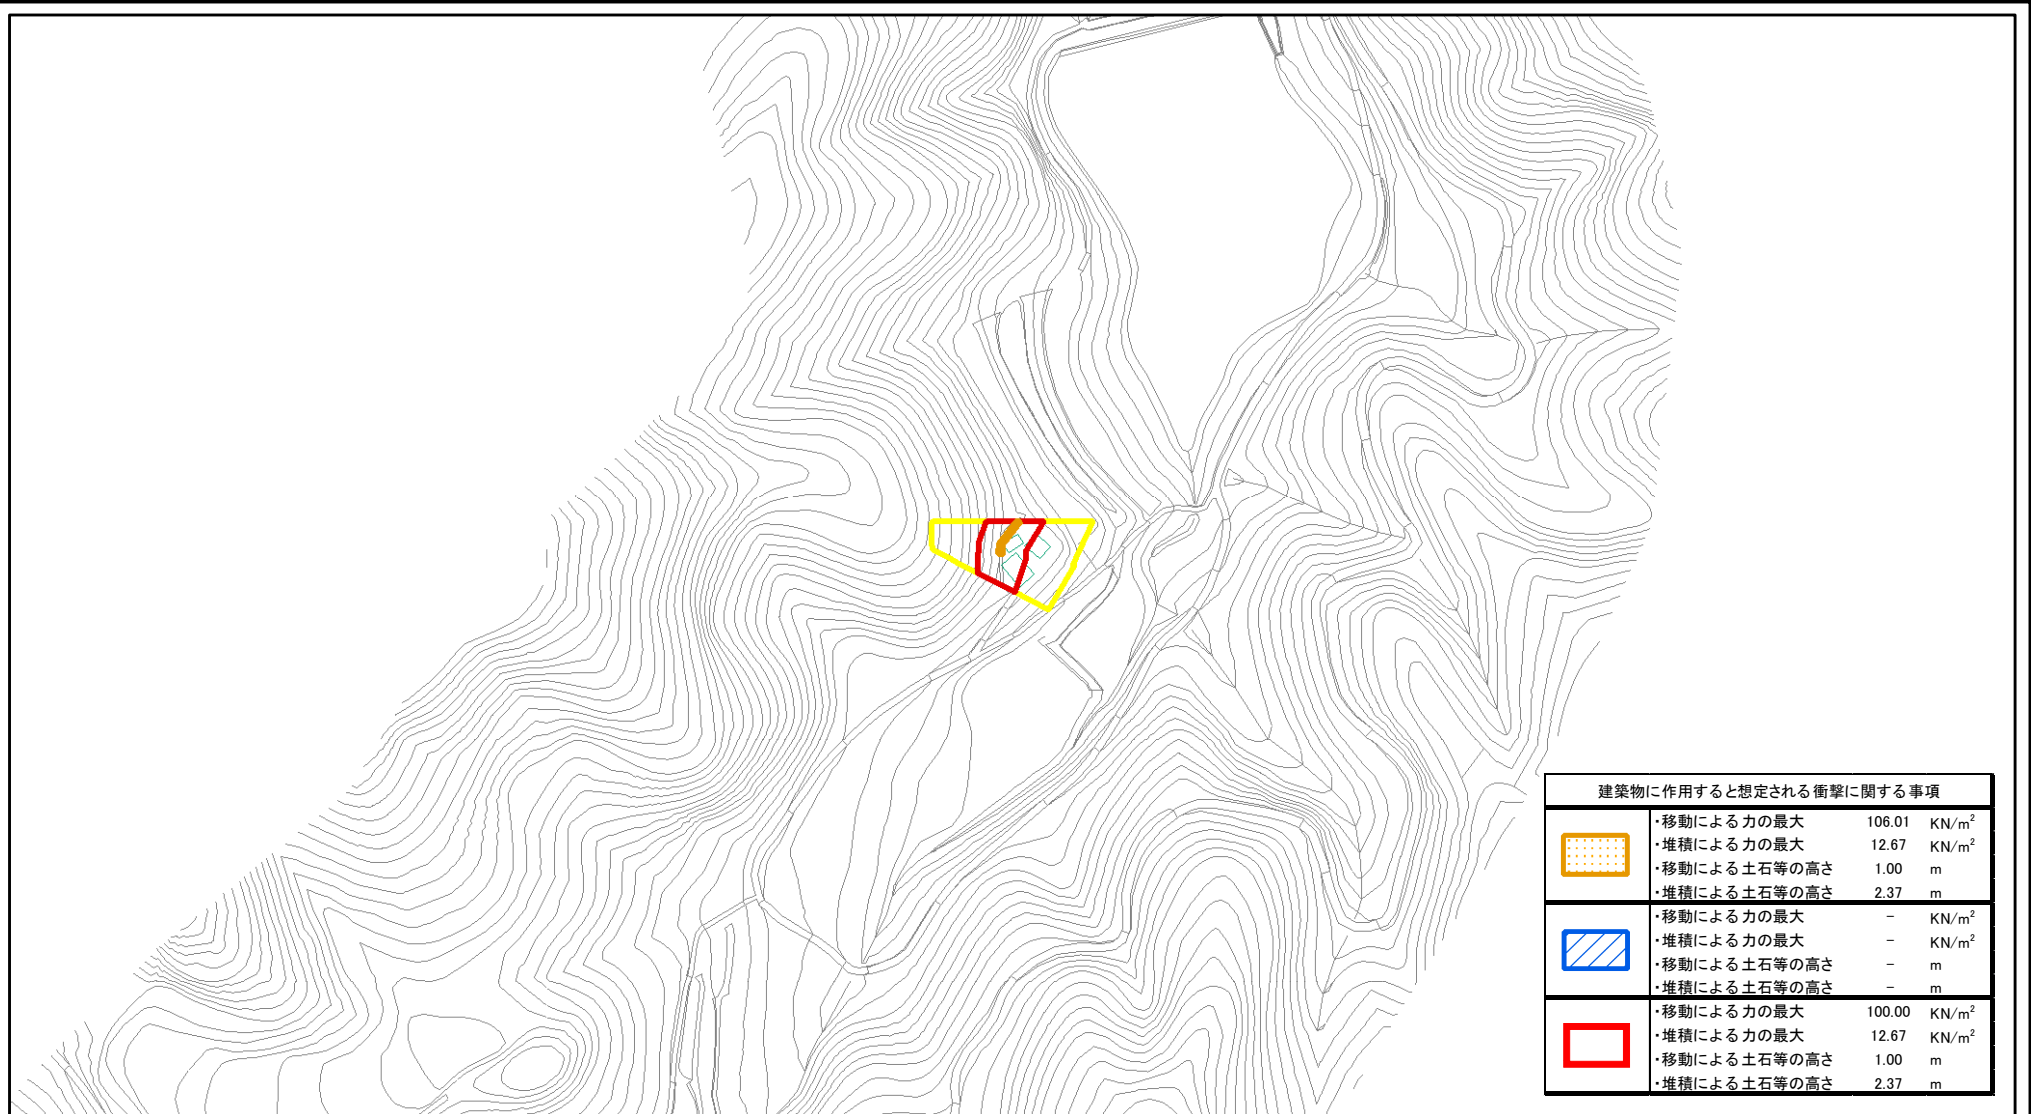 建築物に作用すると想定される衝撃に関する事項
・移動による力の最大 106.01 KN/m²
・堆積による力の最大 12.67 KN/m²
・移動による土石等の高さ 1.00 m
・堆積による土石等の高さ 2.37 m
・移動による力の最大 － KN/m²
・堆積による力の最大 － KN/m²
・移動による土石等の高さ － m
・堆積による土石等の高さ － m
・移動による力の最大 100.00 KN/m²
・堆積による力の最大 12.67 KN/m²
・移動による土石等の高さ 1.00 m
・堆積による土石等の高さ 2.37 m